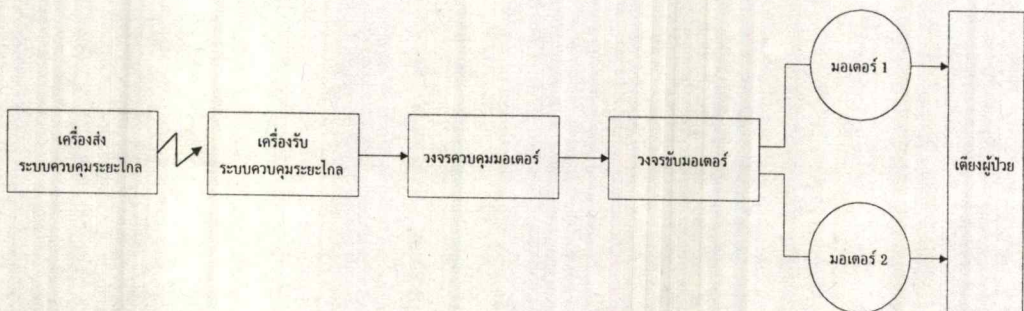 เครื่องส่ง
ระบบควบคุมระยะไกล
เครื่องรับ
ระบบควบคุมระยะไกล
วงจรควบคุมมอเตอร์
วงจรขับมอเตอร์
มอเตอร์ 1
มอเตอร์ 2
เตียงผู้ป่วย